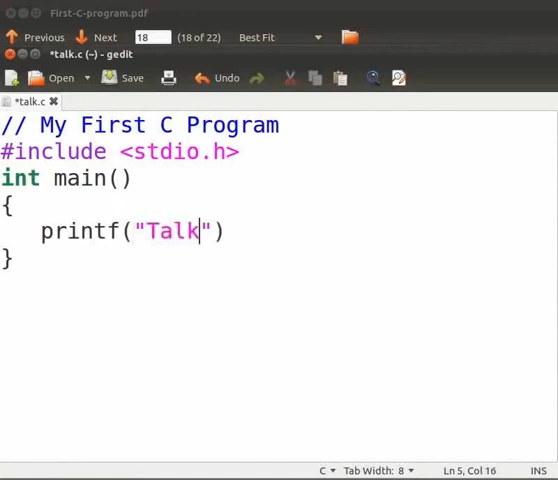 First-C-program.pdf
Previous Next 18 (18 of 22) Best Fit
*talk.c (~) - gedit
Open Save Undo
*talk.c
// My First C Program
#include <stdio.h>
int main()
{
printf("Talk")
}
C Tab Width: 8 Ln 5, Col 16 INS